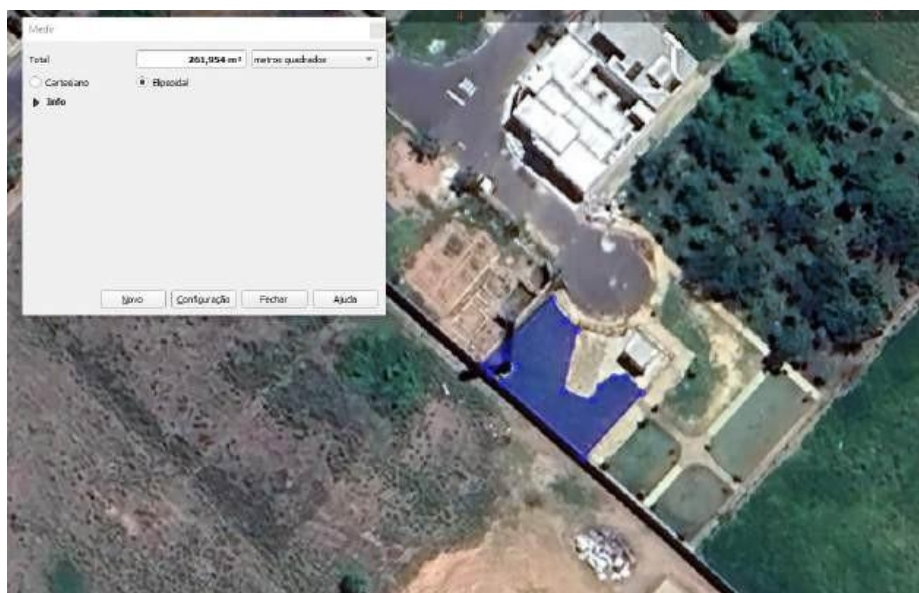 Medir
Total 261,954 m² metros quadrados
Cartesiano Elipsoidal
Info
Novo Configuração Fechar Ajuda